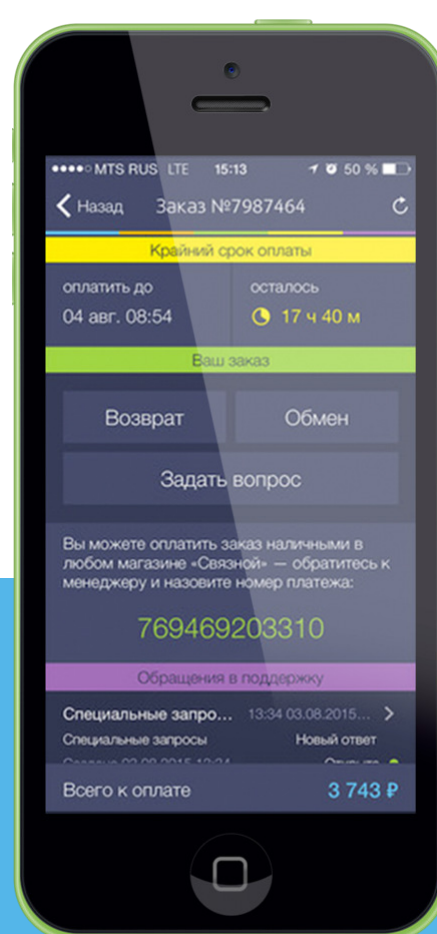 MTS RUS LTE 15:13 50 %
Назад Заказ №7987464
Крайний срок оплаты
оплатить до осталось
04 авг. 08:54 17 ч 40 м
Ваш заказ
Возврат Обмен
Задать вопрос
Вы можете оплатить заказ наличными в
любом магазине «Связной» — обратитесь к
менеджеру и назовите номер платежа:
769469203310
Обращения в поддержку
Специальные запро... 13:34 03.08.2015...
Специальные запросы Новый ответ
Всего к оплате 3 743 ₽